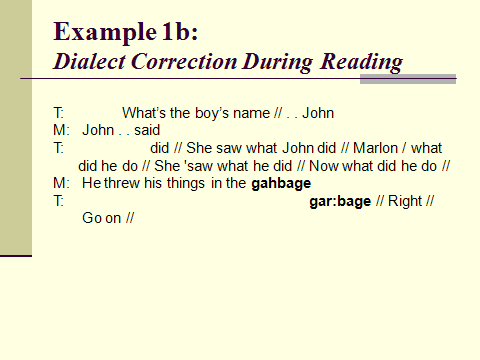 Example 1b:
Dialect Correction During Reading
T: What's the boy's name // . . John
M: John . . said
T: did // She saw what John did // Marlon / what
did he do // She 'saw what he did // Now what did he do //
M: He threw his things in the gahbage
T: gar:bage // Right //
Go on //